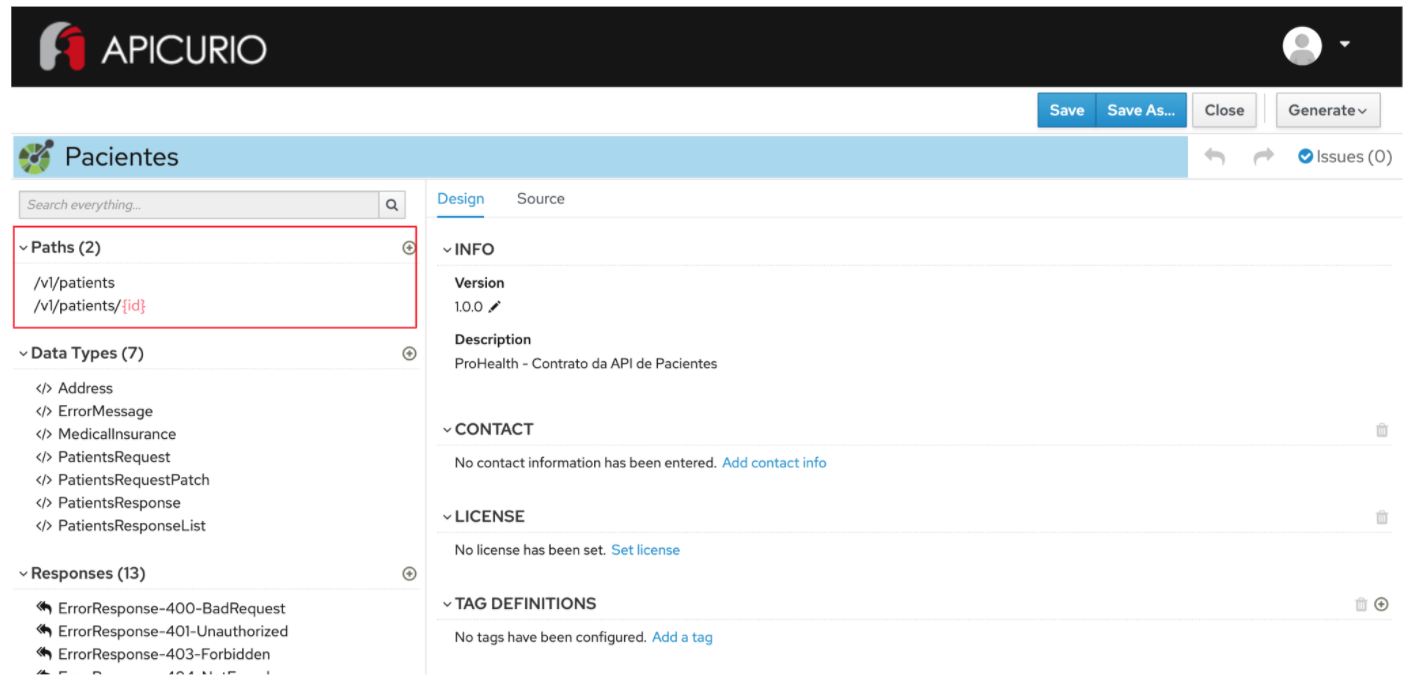 APICURIO
Save Save As... Close Generate
Pacientes
Issues (0)
Search everything...
Design Source
Paths (2)
/v1/patients
/v1/patients/{id}
Data Types (7)
</> Address
</> ErrorMessage
</> MedicalInsurance
</> PatientsRequest
</> PatientsRequestPatch
</> PatientsResponse
</> PatientsResponseList
Responses (13)
ErrorResponse-400-BadRequest
ErrorResponse-401-Unauthorized
ErrorResponse-403-Forbidden
INFO
Version
1.0.0
Description
ProHealth - Contrato da API de Pacientes
CONTACT
No contact information has been entered. Add contact info
LICENSE
No license has been set. Set license
TAG DEFINITIONS
No tags have been configured. Add a tag